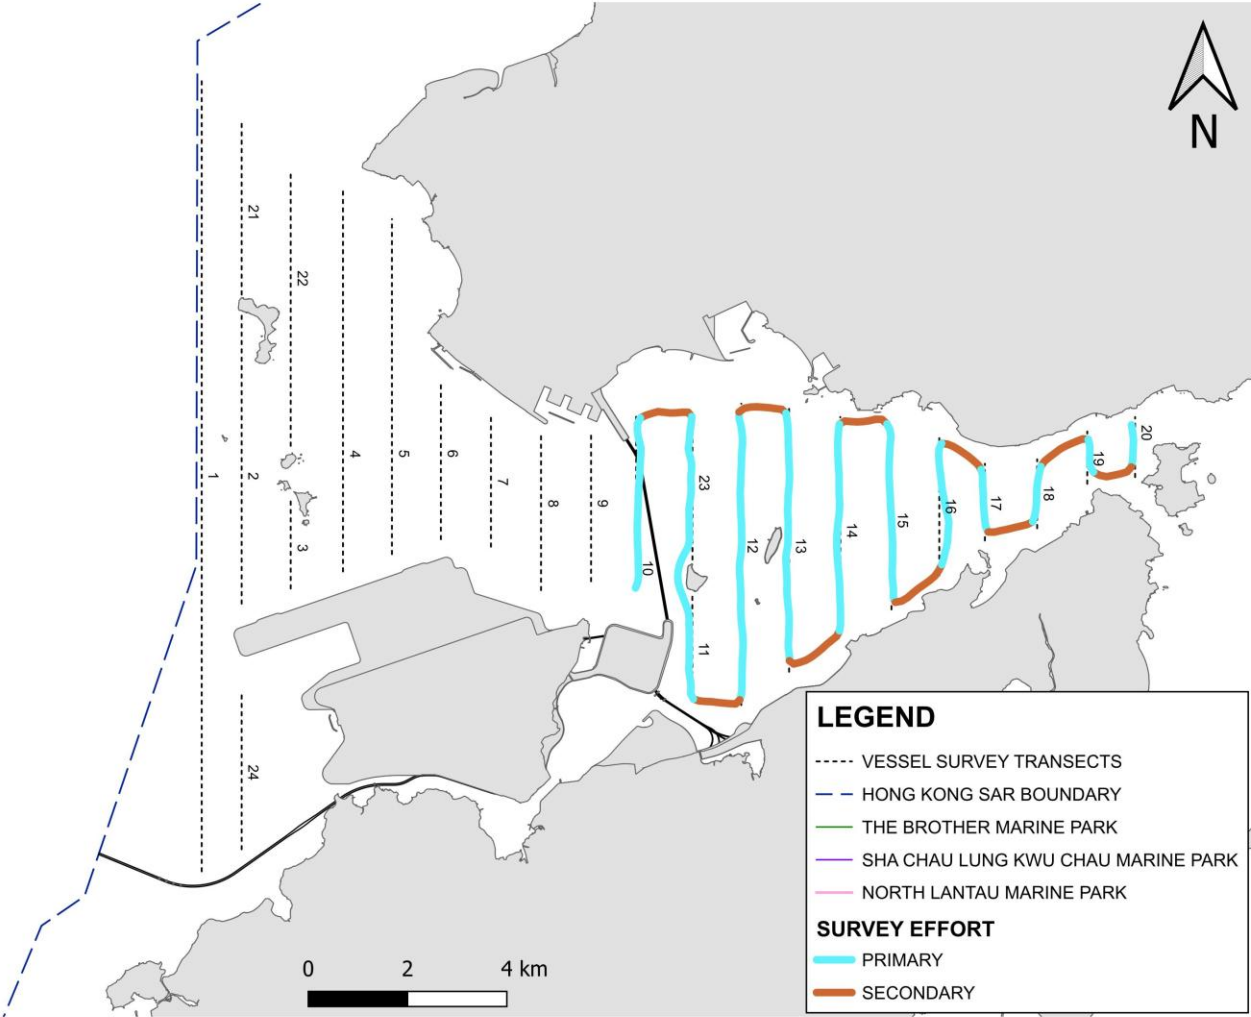 N
21
22
1
2
3
4
5
6
7
8
9
10
23
11
12
13
14
15
16
17
18
19
20
24
0 2 4 km
LEGEND
VESSEL SURVEY TRANSECTS
HONG KONG SAR BOUNDARY
THE BROTHER MARINE PARK
SHA CHAU LUNG KWU CHAU MARINE PARK
NORTH LANTAU MARINE PARK
SURVEY EFFORT
PRIMARY
SECONDARY